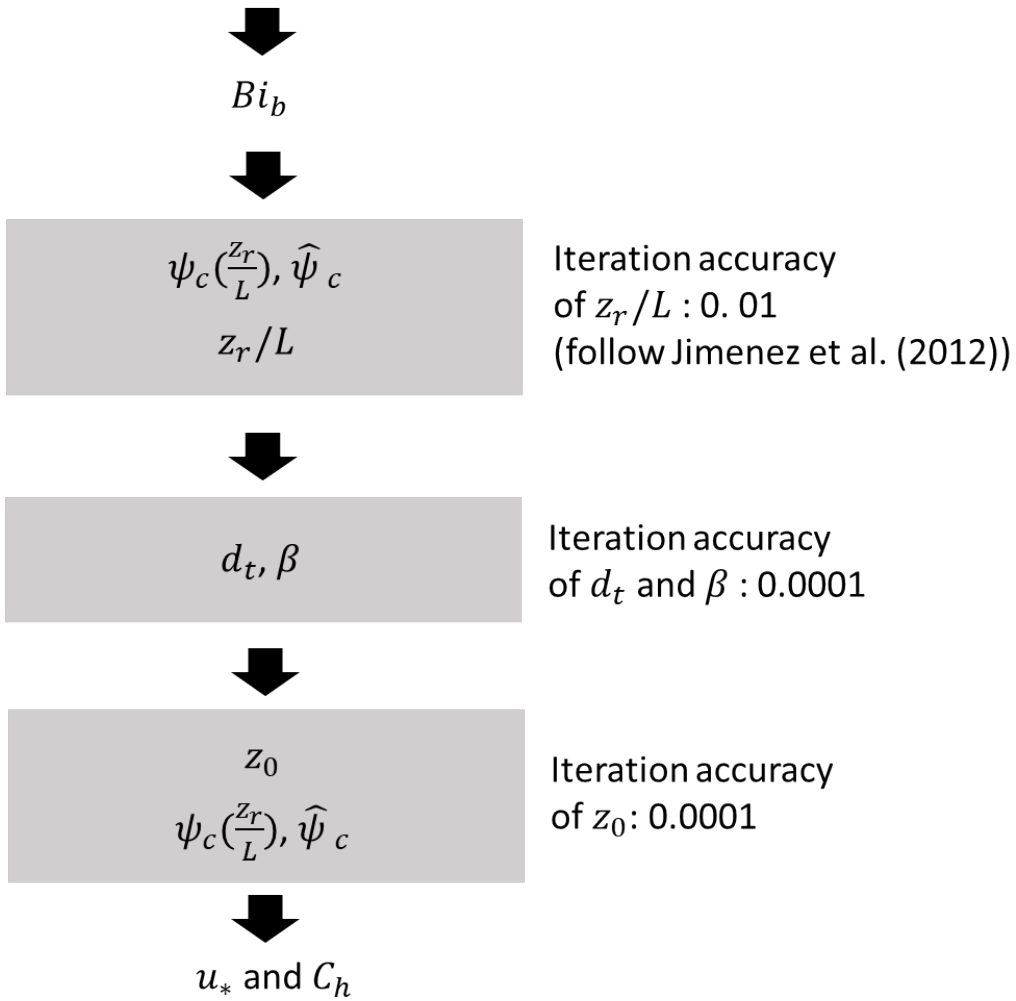 Bi_b
ψ_c(z_r/L), ψ̂_c
z_r/L
Iteration accuracy
of z_r/L : 0. 01
(follow Jimenez et al. (2012))
d_t, β
Iteration accuracy
of d_t and β : 0.0001
z_0
ψ_c(z_r/L), ψ̂_c
Iteration accuracy
of z_0: 0.0001
u_* and C_h